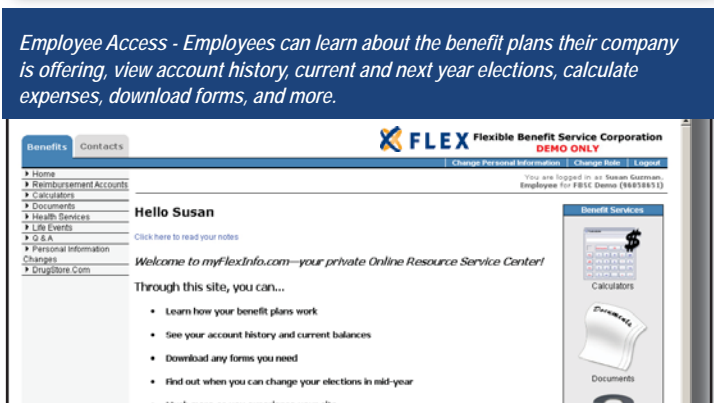 Employee Access - Employees can learn about the benefit plans their company
is offering, view account history, current and next year elections, calculate
expenses, download forms, and more.
Benefits Contacts
FLEX Flexible Benefit Service Corporation
DEMO ONLY
Change Personal Information | Change Role | Logout
You are logged in as Susan Guzman.
Employee for FBSC Demo (96858651)
Home
Reimbursement Accounts
Calculators
Documents
Health Services
Life Events
Q & A
Personal Information
Changes
DrugStore.Com
Hello Susan
Click here to read your notes
Welcome to myFlexInfo.com—your private Online Resource Service Center!
Through this site, you can...
• Learn how your benefit plans work
• See your account history and current balances
• Download any forms you need
• Find out when you can change your elections in mid-year
Benefit Services
Calculators
Documents
Documents